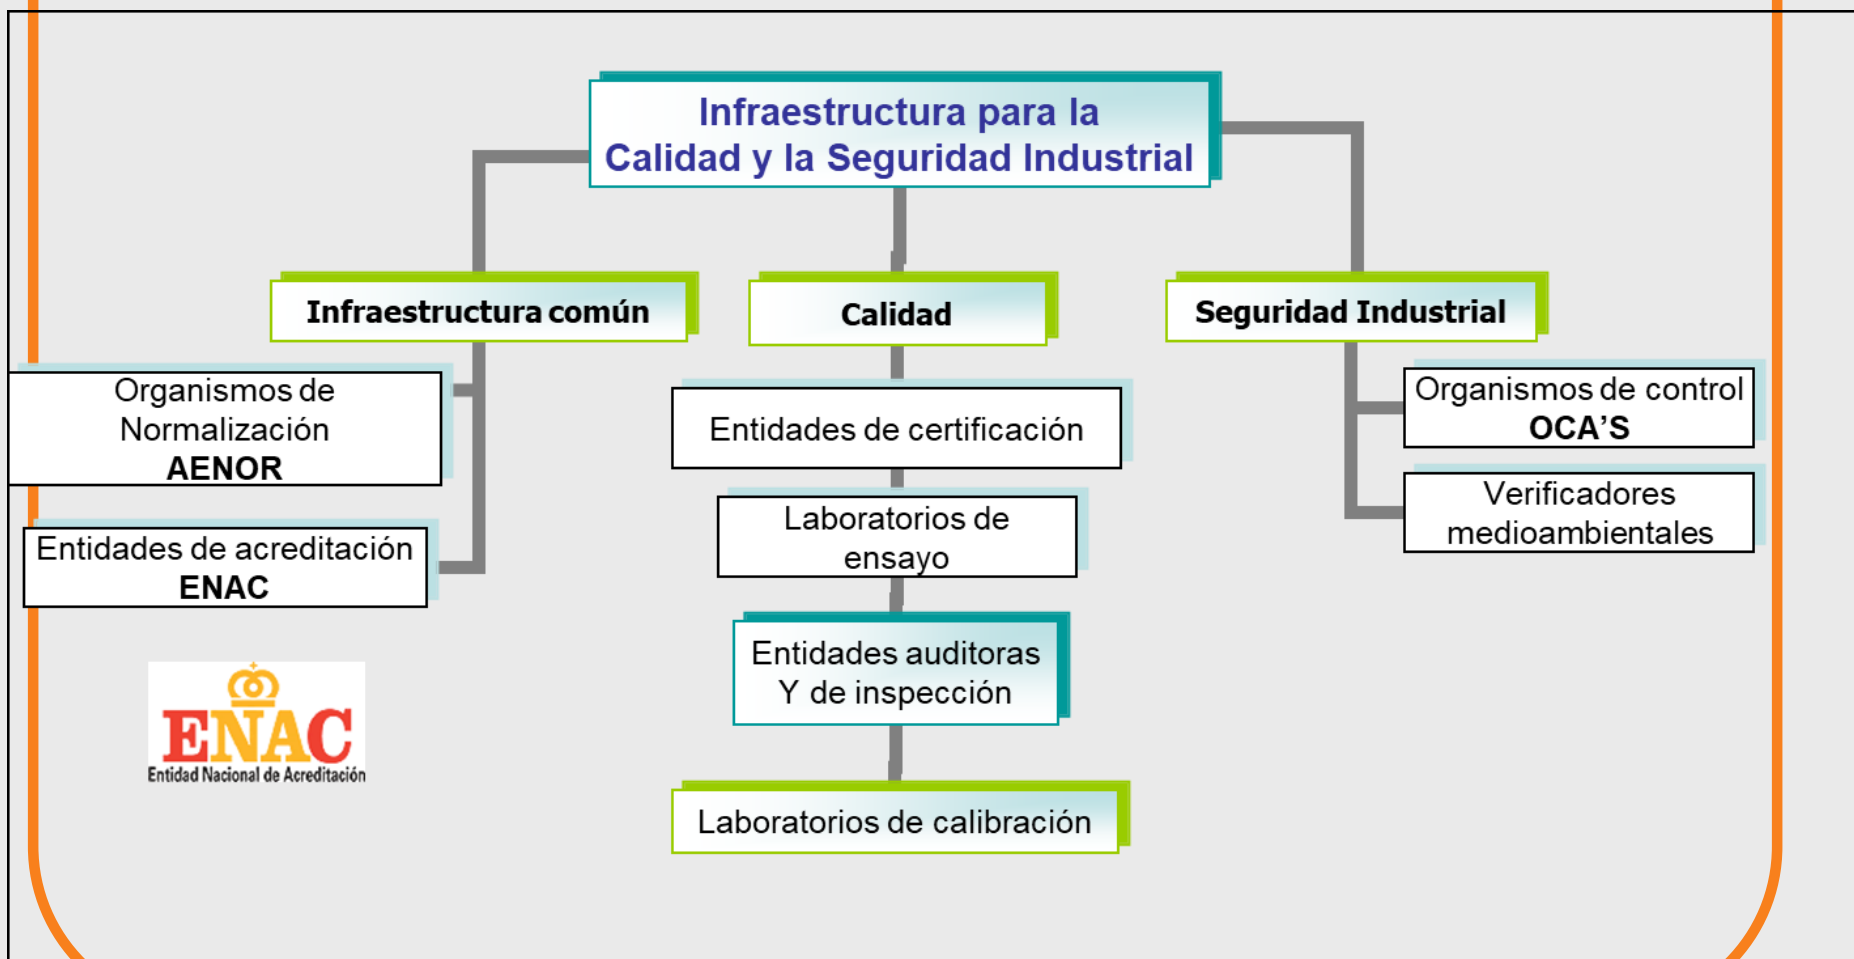 Infraestructura para la
Calidad y la Seguridad Industrial
Infraestructura común
Organismos de
Normalización
AENOR
Entidades de acreditación
ENAC
ENAC
Entidad Nacional de Acreditación
Calidad
Entidades de certificación
Laboratorios de
ensayo
Entidades auditoras
Y de inspección
Laboratorios de calibración
Seguridad Industrial
Organismos de control
OCA’S
Verificadores
medioambientales